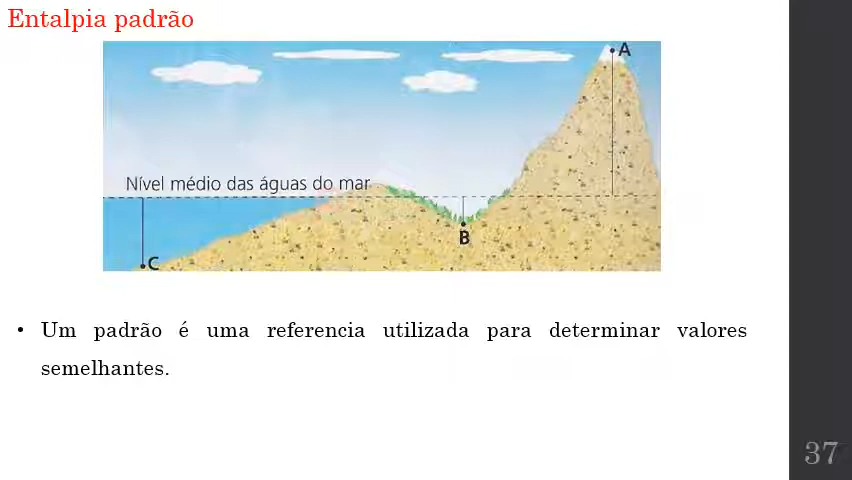 Entalpia padrão
A
Nível médio das águas do mar
B
C
• Um padrão é uma referencia utilizada para determinar valores
semelhantes.
37